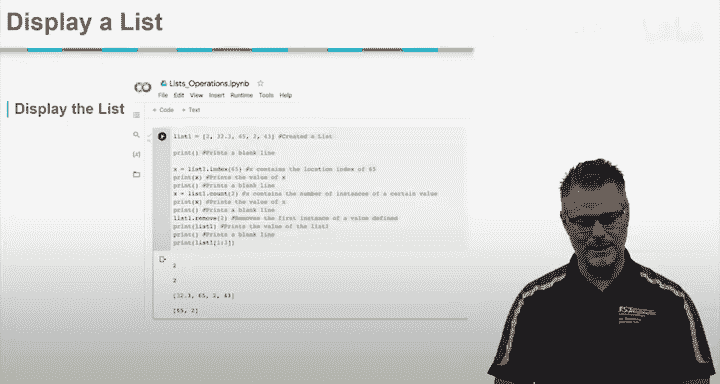 Display a List
Lists_Operations.ipynb
File Edit View Insert Runtime Tools Help
Display the List
+ Code + Text
list1 = [2, 32.3, 65, 2, 43] #Created a List
print() #Prints a blank line
x = list1.index(65) #x contains the location index of 65
print(x) #Prints the value of x
print() #Prints a blank line
x = list1.count(2) #x contains the number of instances of a certain value
print(x) #Prints the value of x
print() #Prints a blank line
list1.remove(2) #Removes the first instance of a value defined
print(list1) #Prints the value of the list1
print() #Prints a blank line
print(list1[1:3])
2
2
[32.3, 65, 2, 43]
[65, 2]